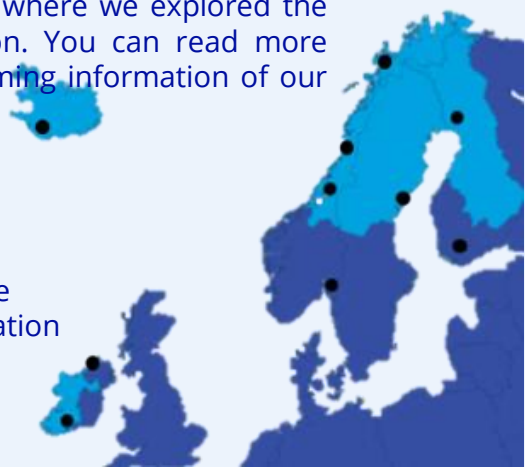 where we explored the
on. You can read more
ming information of our
e
ation